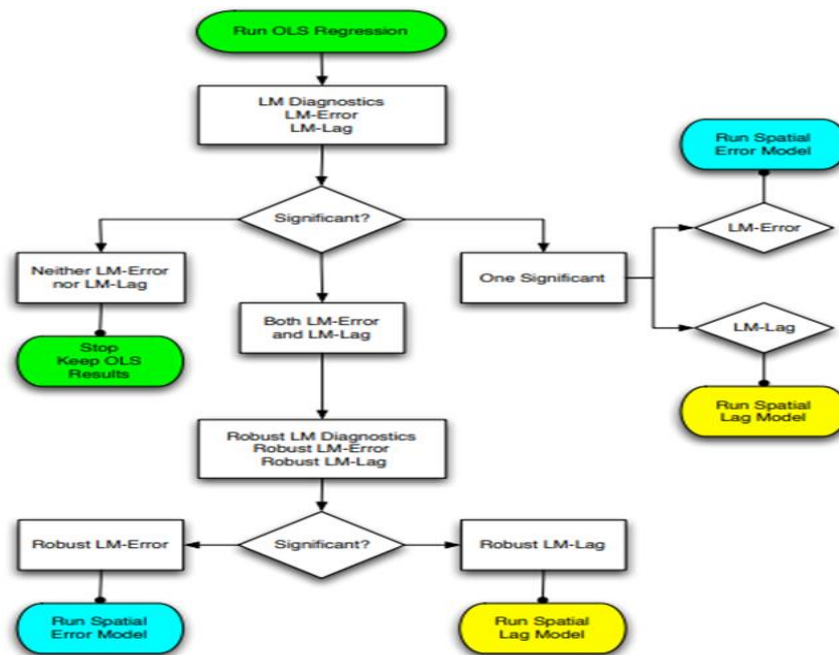 Run OLS Regression
LM Diagnostics
LM-Error
LM-Lag
Significant?
Run Spatial
Error Model
LM-Error
Neither LM-Error
nor LM-Lag
One Significant
Both LM-Error
and LM-Lag
LM-Lag
Stop
Keep OLS
Results
Run Spatial
Lag Model
Robust LM Diagnostics
Robust LM-Error
Robust LM-Lag
Significant?
Robust LM-Error
Robust LM-Lag
Run Spatial
Error Model
Run Spatial
Lag Model